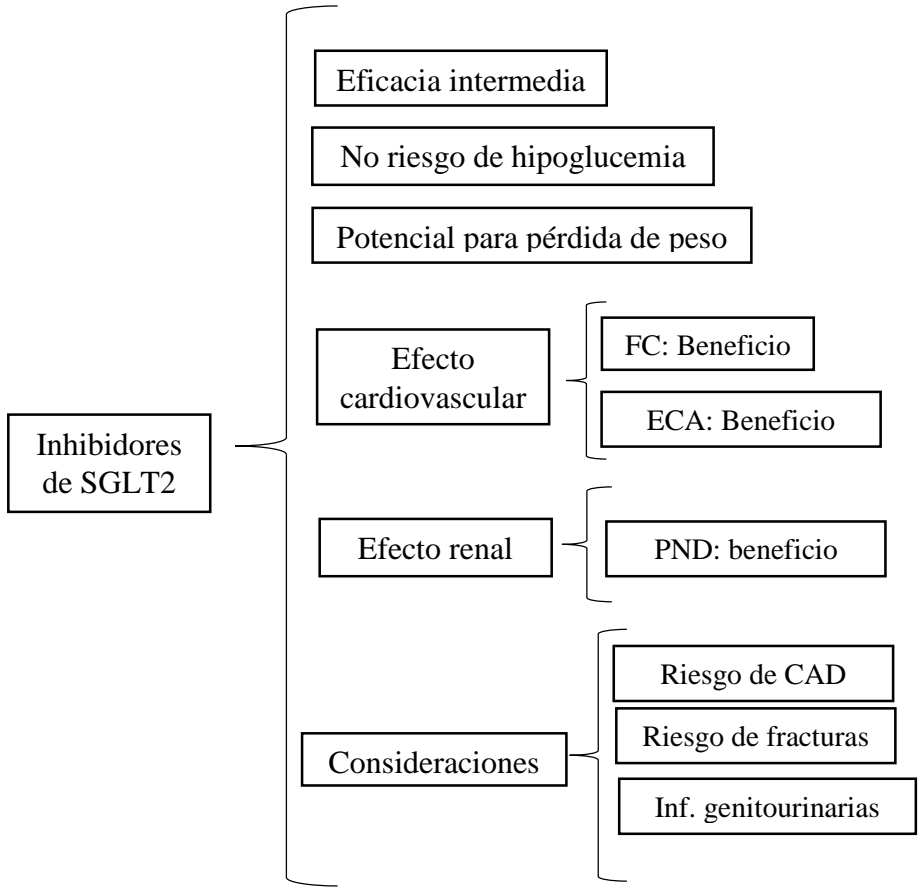 Inhibidores
de SGLT2
Eficacia intermedia
No riesgo de hipoglucemia
Potencial para pérdida de peso
Efecto
cardiovascular
FC: Beneficio
ECA: Beneficio
Efecto renal
PND: beneficio
Consideraciones
Riesgo de CAD
Riesgo de fracturas
Inf. genitourinarias